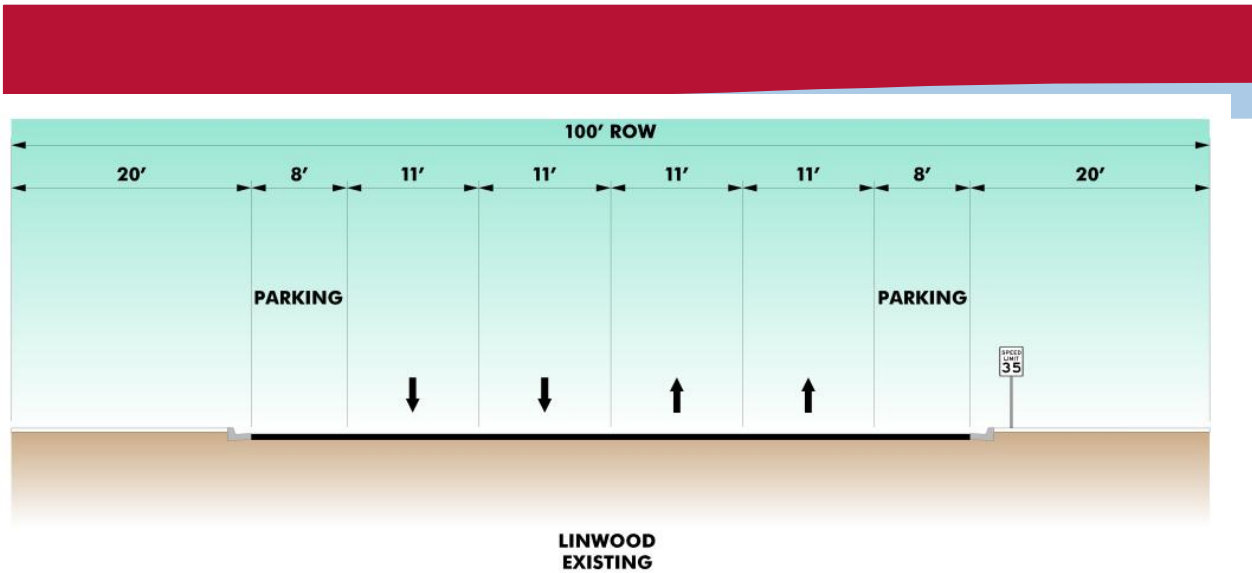 100′ ROW
20′ 8′ 11′ 11′ 11′ 11′ 8′ 20′
PARKING PARKING
SPEED
LIMIT
35
LINWOOD
EXISTING